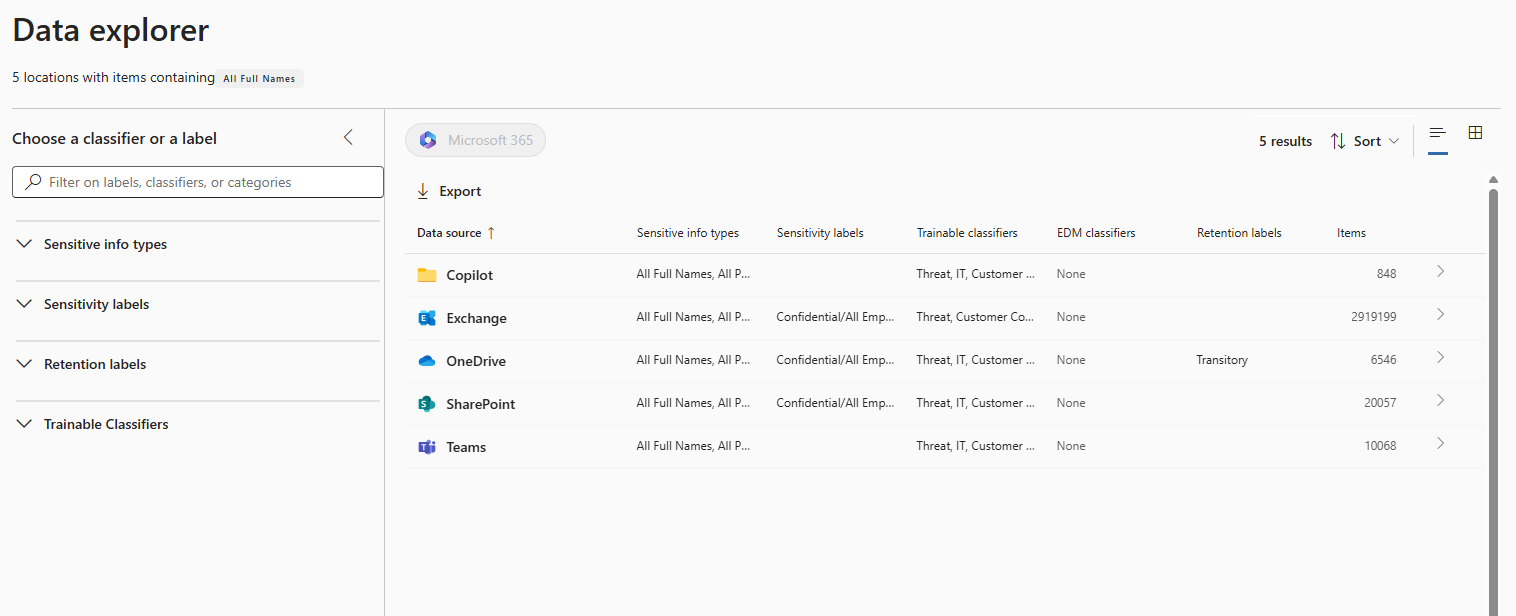 Data explorer
5 locations with items containing All Full Names
Choose a classifier or a label
Filter on labels, classifiers, or categories
Sensitive info types
Sensitivity labels
Retention labels
Trainable Classifiers
Microsoft 365
5 results Sort
Export
Data source Sensitive info types Sensitivity labels Trainable classifiers EDM classifiers Retention labels Items
Copilot All Full Names, All P... Threat, IT, Customer ... None 848
Exchange All Full Names, All P... Confidential/All Emp... Threat, Customer Co... None 2919199
OneDrive All Full Names, All P... Confidential/All Emp... Threat, IT, Customer ... None Transitory 6546
SharePoint All Full Names, All P... Confidential/All Emp... Threat, IT, Customer ... None 20057
Teams All Full Names, All P... Threat, IT, Customer ... None 10068